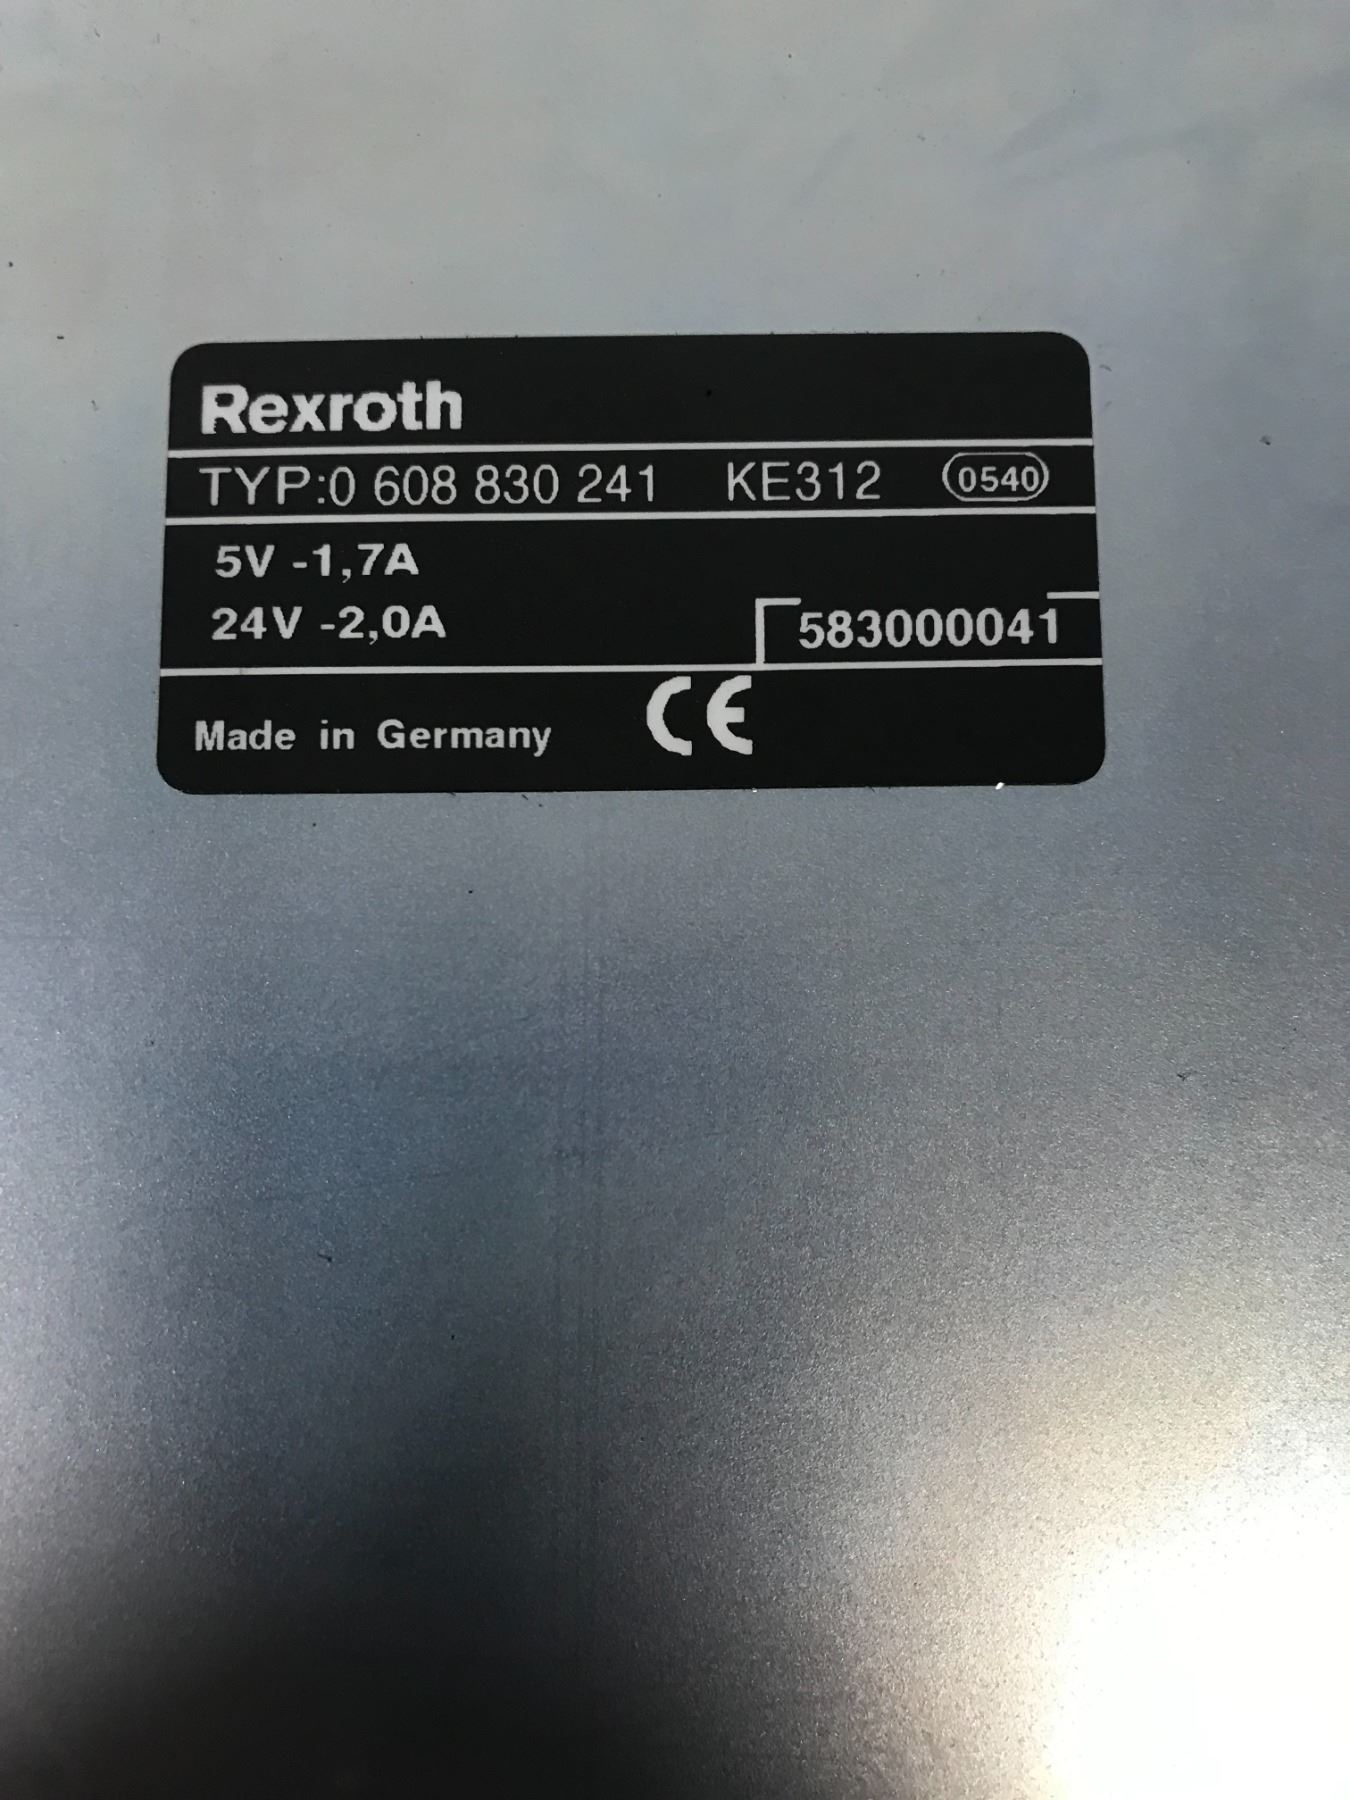 Rexroth
TYP:0 608 830 241 KE312 0540
5V -1,7A
24V -2,0A 583000041
Made in Germany CE